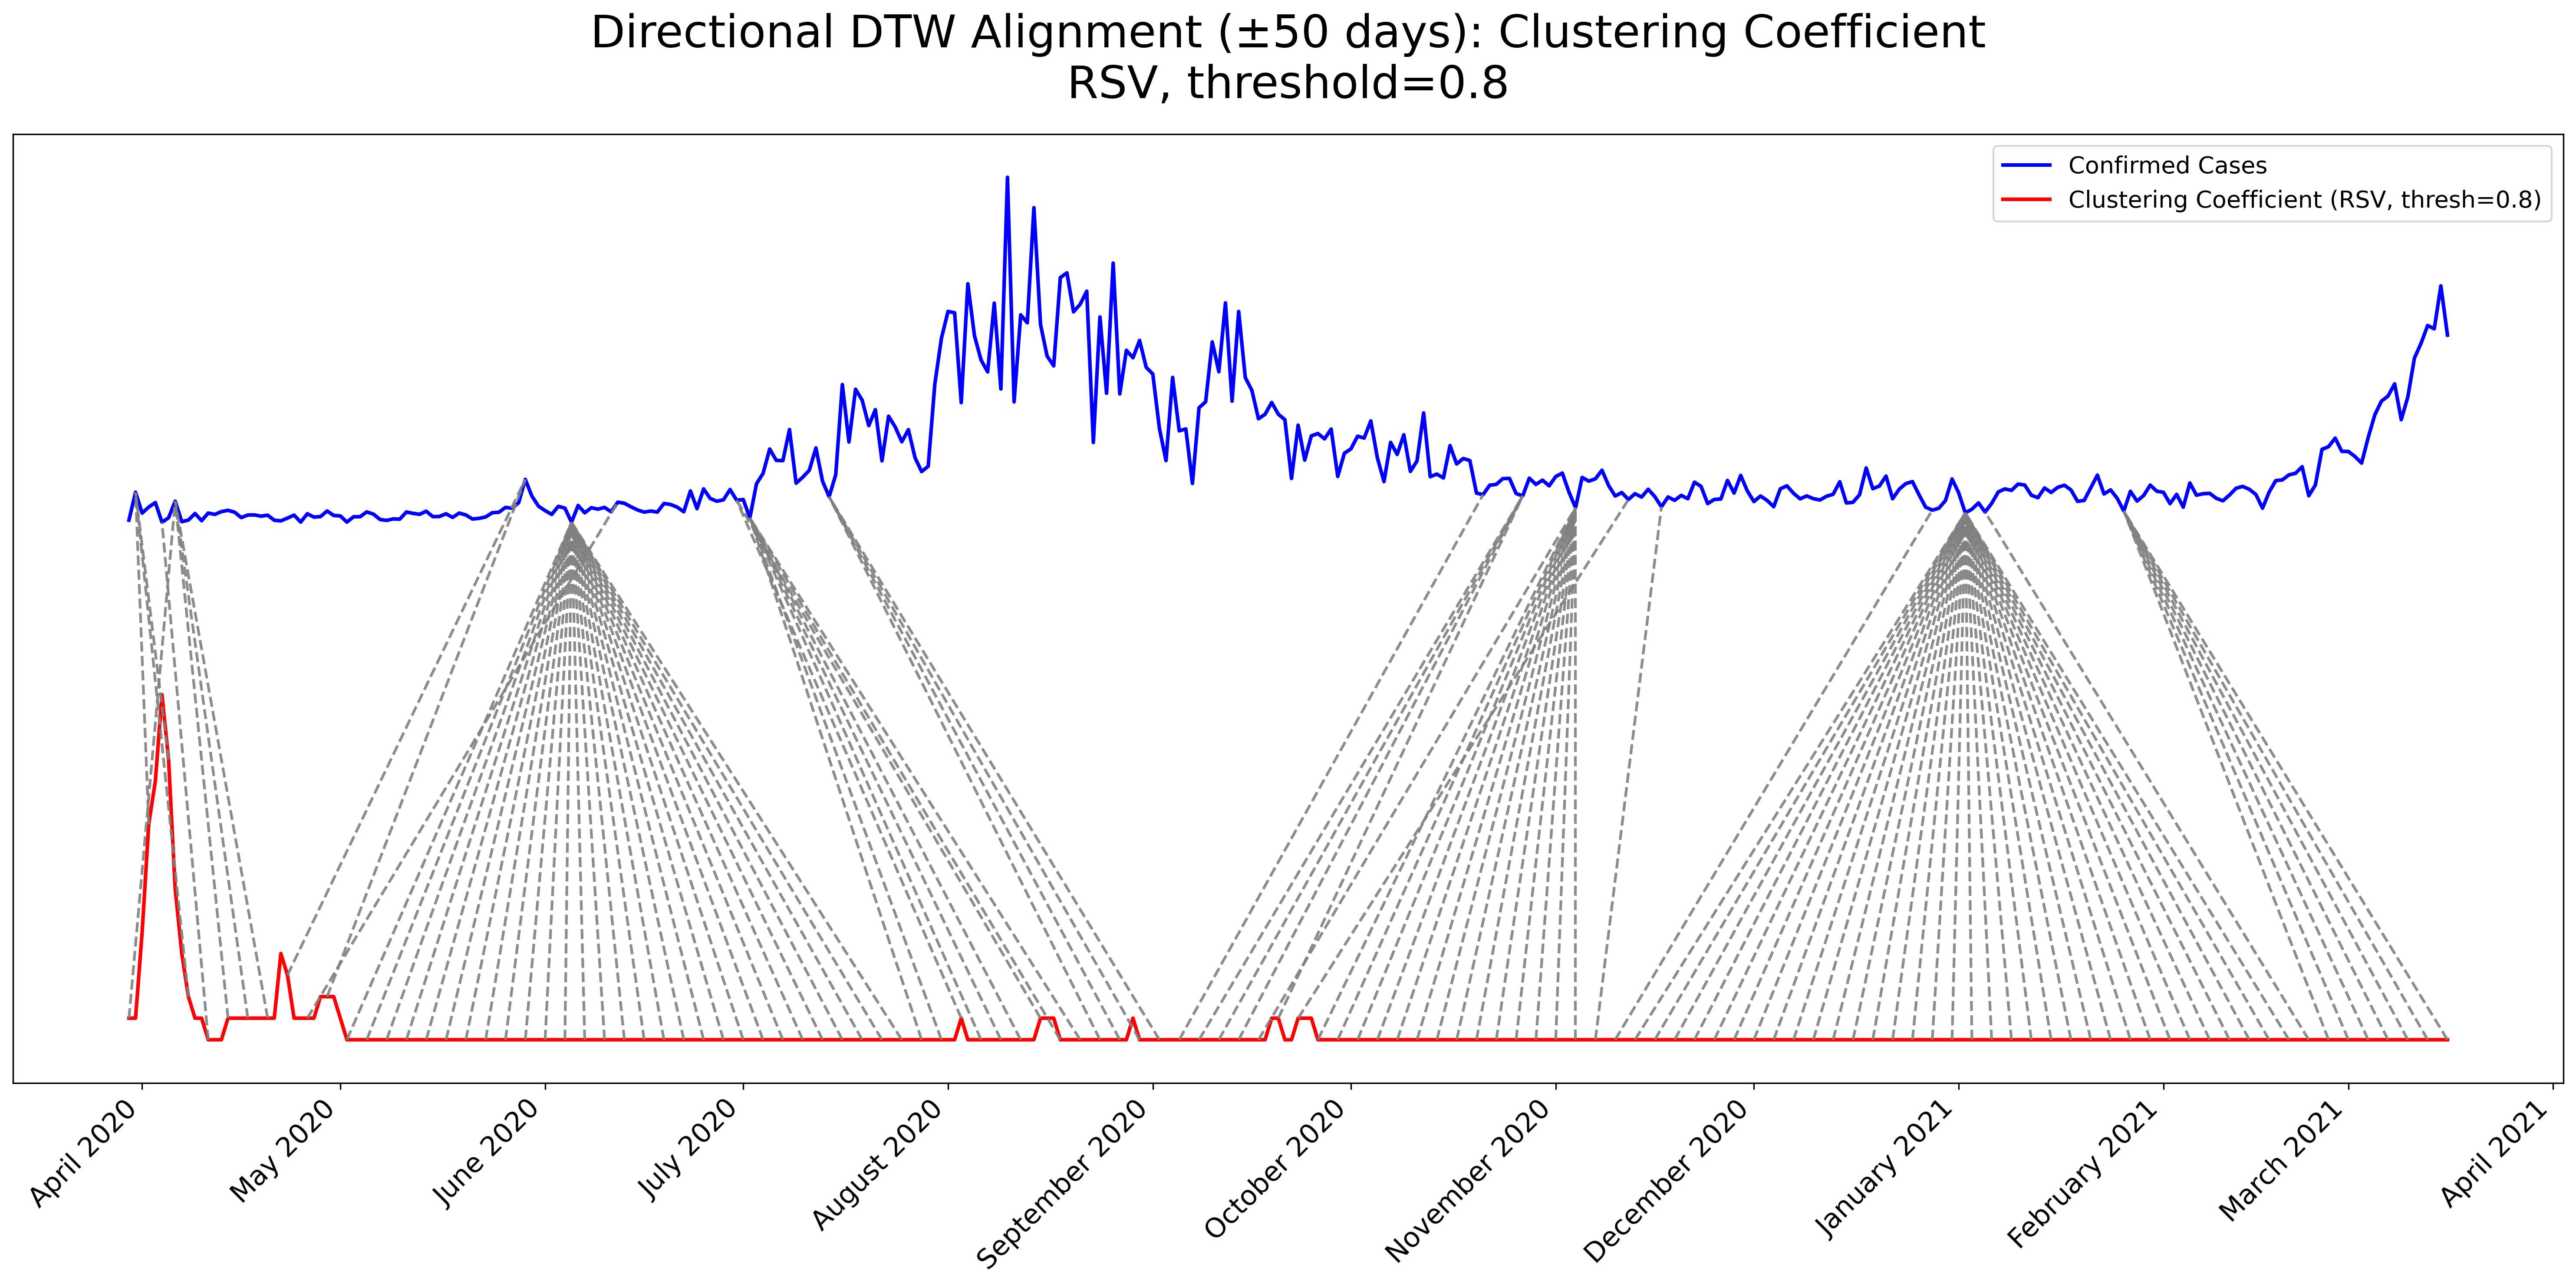 Directional DTW Alignment (±50 days): Clustering Coefficient
RSV, threshold=0.8
Confirmed Cases
Clustering Coefficient (RSV, thresh=0.8)
April 2020
May 2020
June 2020
July 2020
August 2020
September 2020
October 2020
November 2020
December 2020
January 2021
February 2021
March 2021
April 2021